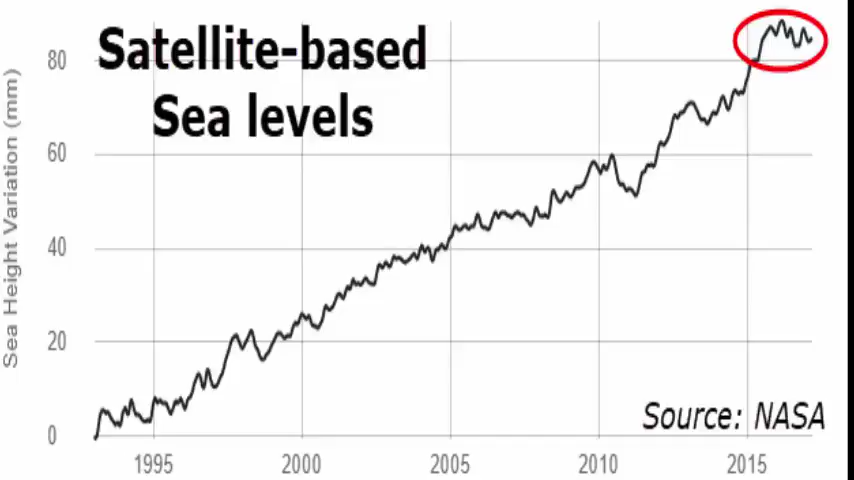 Satellite-based
Sea levels
Sea Height Variation (mm)
80
60
40
20
0
1995
2000
2005
2010
2015
Source: NASA